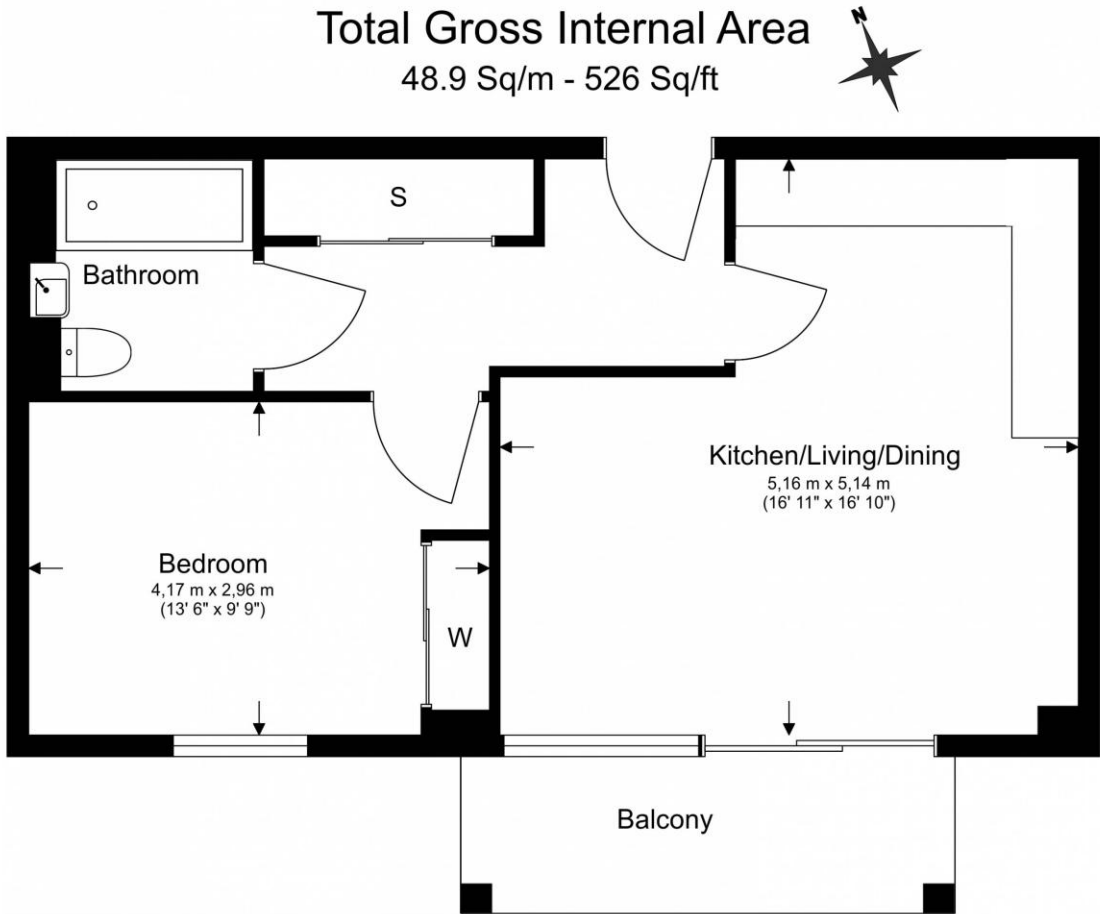 Total Gross Internal Area
48.9 Sq/m - 526 Sq/ft
N
S
Bathroom
Kitchen/Living/Dining
5,16 m x 5,14 m
(16' 11" x 16' 10")
Bedroom
4,17 m x 2,96 m
(13' 6" x 9' 9")
W
Balcony